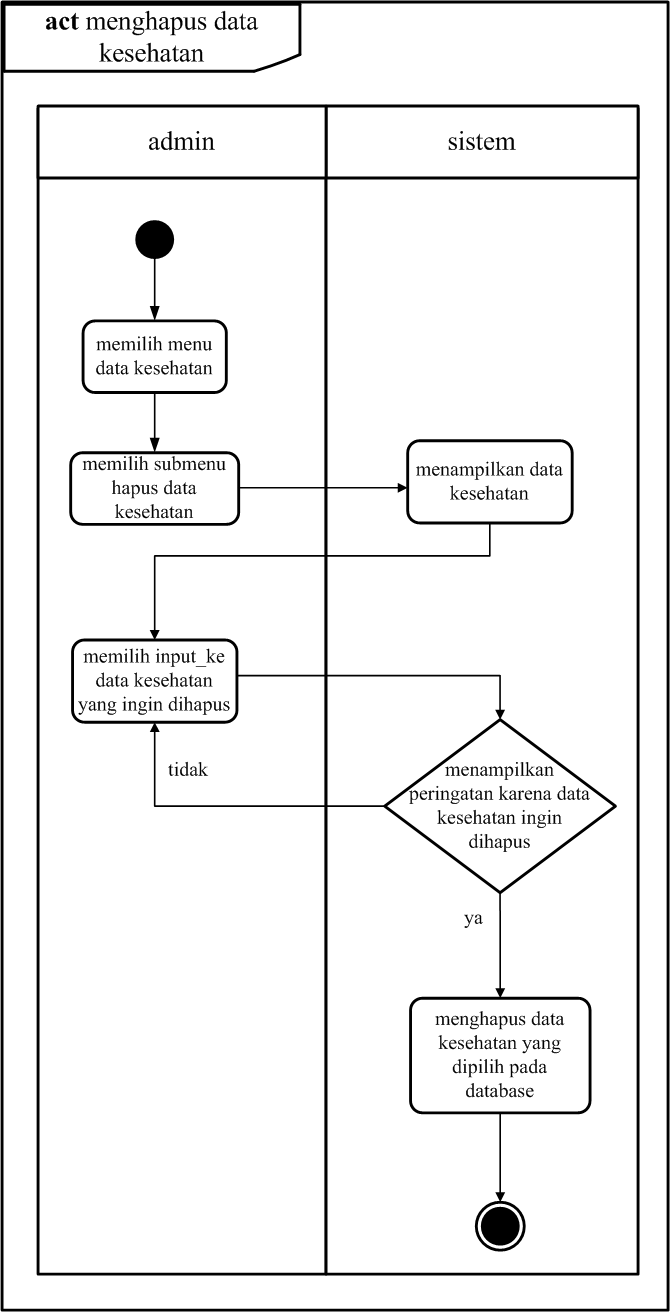 act menghapus data
kesehatan
admin
sistem
memilih menu
data kesehatan
memilih submenu
hapus data
kesehatan
menampilkan data
kesehatan
memilih input_ke
data kesehatan
yang ingin dihapus
tidak
menampilkan
peringatan karena data
kesehatan ingin
dihapus
ya
menghapus data
kesehatan yang
dipilih pada
database